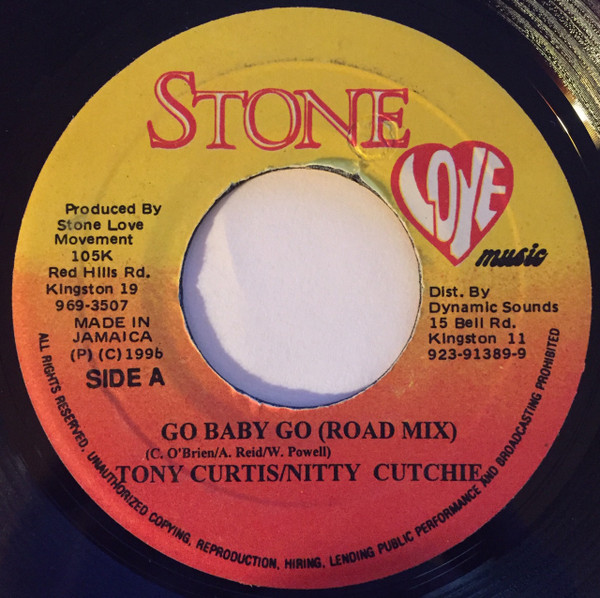 STONE
LOVE
music
Produced By
Stone Love
Movement
105K
Red Hills Rd.
Kingston 19
969-3507
MADE IN
JAMAICA
(P) (C) 1996
SIDE A
Dist. By
Dynamic Sounds
15 Bell Rd.
Kingston 11
923-91389-9
GO BABY GO (ROAD MIX)
(C. O'Brien/A. Reid/W. Powell)
TONY CURTIS/NITTY CUTCHIE
ALL RIGHTS RESERVED, UNAUTHORIZED COPYING, REPRODUCTION, HIRING, LENDING PUBLIC PERFORMANCE AND BROADCASTING PROHIBITED